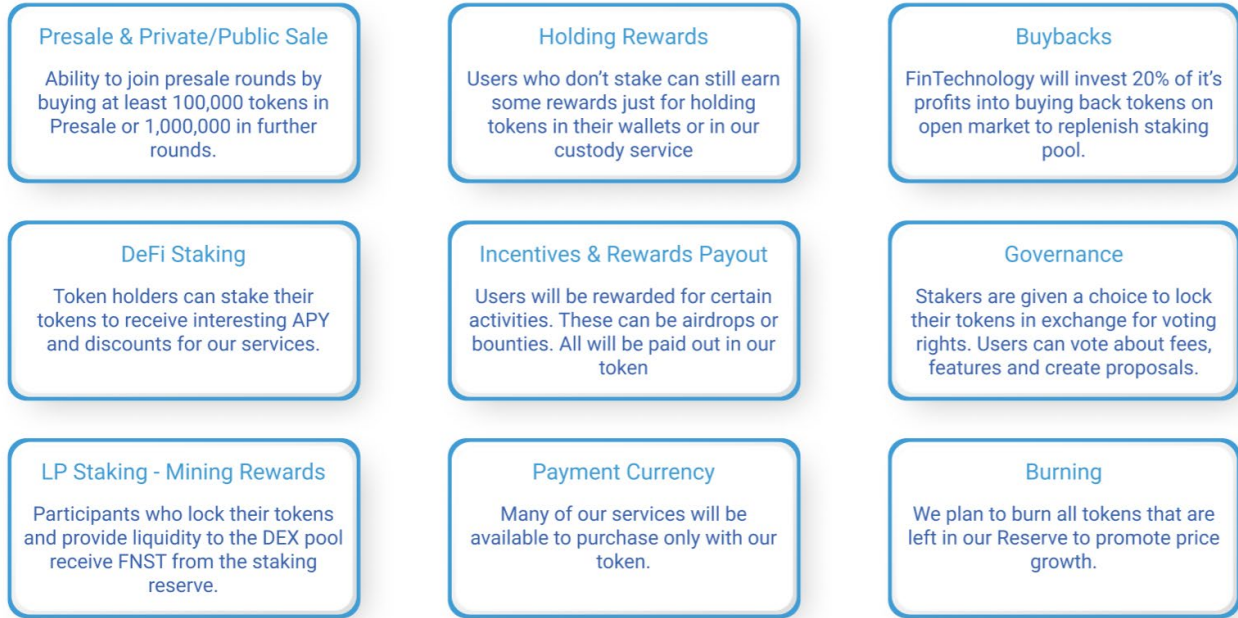 Presale & Private/Public Sale
Ability to join presale rounds by
buying at least 100,000 tokens in
Presale or 1,000,000 in further
rounds.
Holding Rewards
Users who don’t stake can still earn
some rewards just for holding
tokens in their wallets or in our
custody service
Buybacks
FinTechnology will invest 20% of it’s
profits into buying back tokens on
open market to replenish staking
pool.
DeFi Staking
Token holders can stake their
tokens to receive interesting APY
and discounts for our services.
Incentives & Rewards Payout
Users will be rewarded for certain
activities. These can be airdrops or
bounties. All will be paid out in our
token
Governance
Stakers are given a choice to lock
their tokens in exchange for voting
rights. Users can vote about fees,
features and create proposals.
LP Staking - Mining Rewards
Participants who lock their tokens
and provide liquidity to the DEX pool
receive FNST from the staking
reserve.
Payment Currency
Many of our services will be
available to purchase only with our
token.
Burning
We plan to burn all tokens that are
left in our Reserve to promote price
growth.